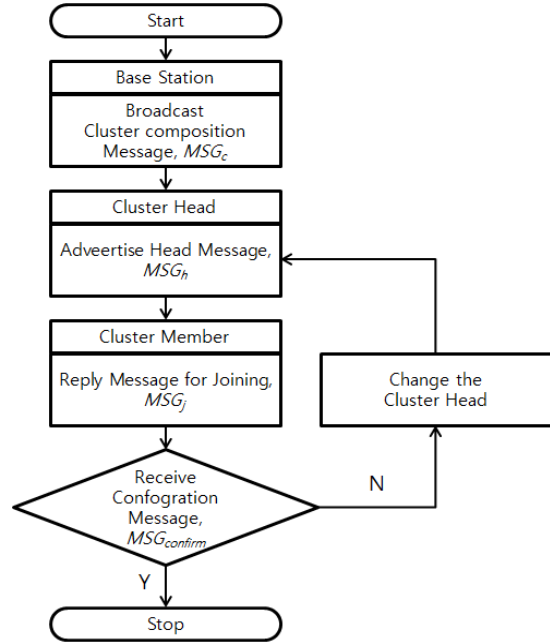 Start
Base Station
Broadcast
Cluster composition
Message, MSGc
Cluster Head
Adveertise Head Message,
MSGh
Cluster Member
Reply Message for Joining,
MSGj
Change the
Cluster Head
Receive
Confogration
Message,
MSGconfirm
N
Y
Stop